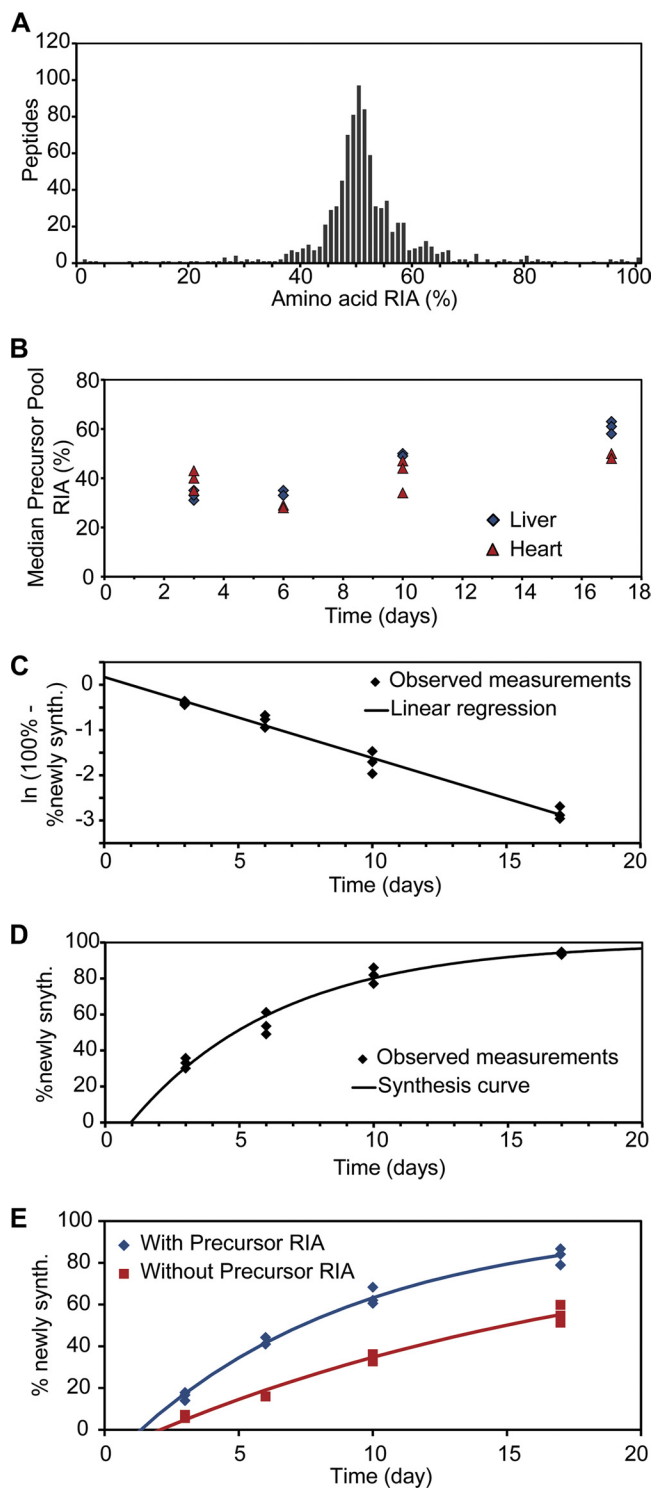 A
120
100
80
60
40
20
0
Peptides
0 20 40 60 80 100
Amino acid RIA (%)
B
80
60
40
20
0
Median Precursor Pool
RIA (%)
Liver
Heart
0 2 4 6 8 10 12 14 16 18
Time (days)
C
0
-1
-2
-3
ln (100% -
%newly synth.)
Observed measurements
Linear regression
0 5 10 15 20
Time (days)
D
100
80
60
40
20
0
%newly snyth.
Observed measurements
Synthesis curve
0 5 10 15 20
Time (days)
E
100
80
60
40
20
0
% newly synth.
With Precursor RIA
Without Precursor RIA
0 5 10 15 20
Time (day)